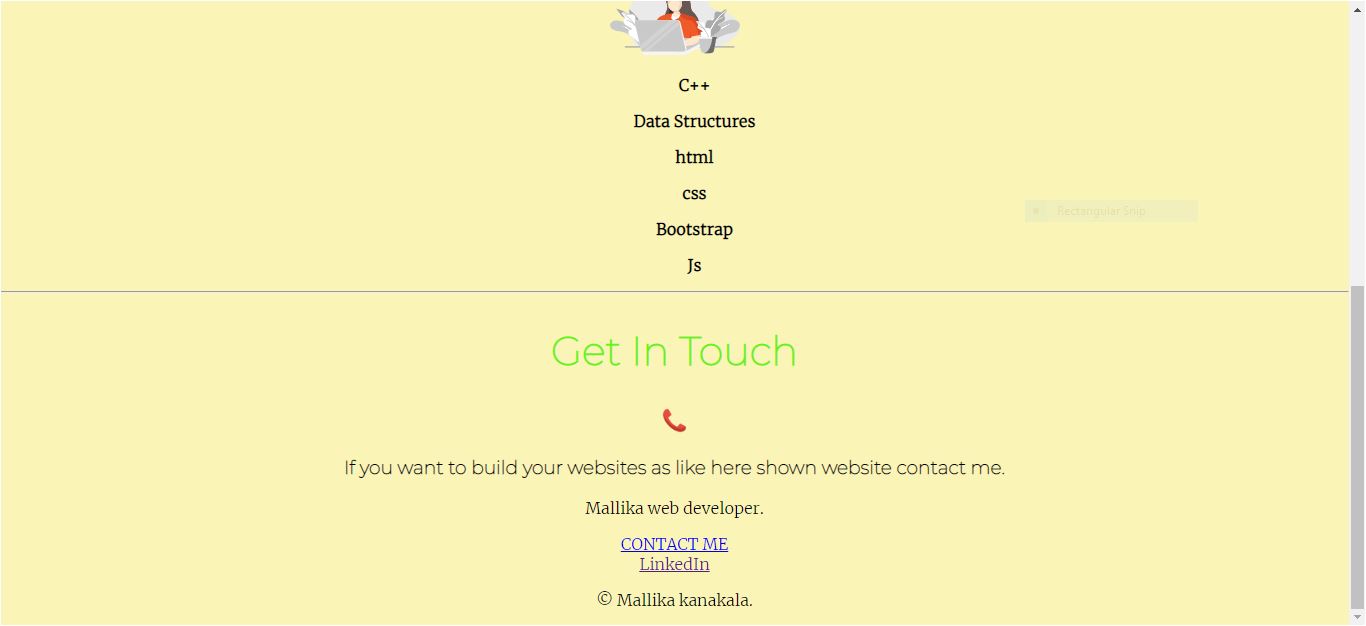 C++
Data Structures
html
css
Rectangular Snip
Bootstrap
Js
Get In Touch
If you want to build your websites as like here shown website contact me.
Mallika web developer.
CONTACT ME
LinkedIn
© Mallika kanakala.